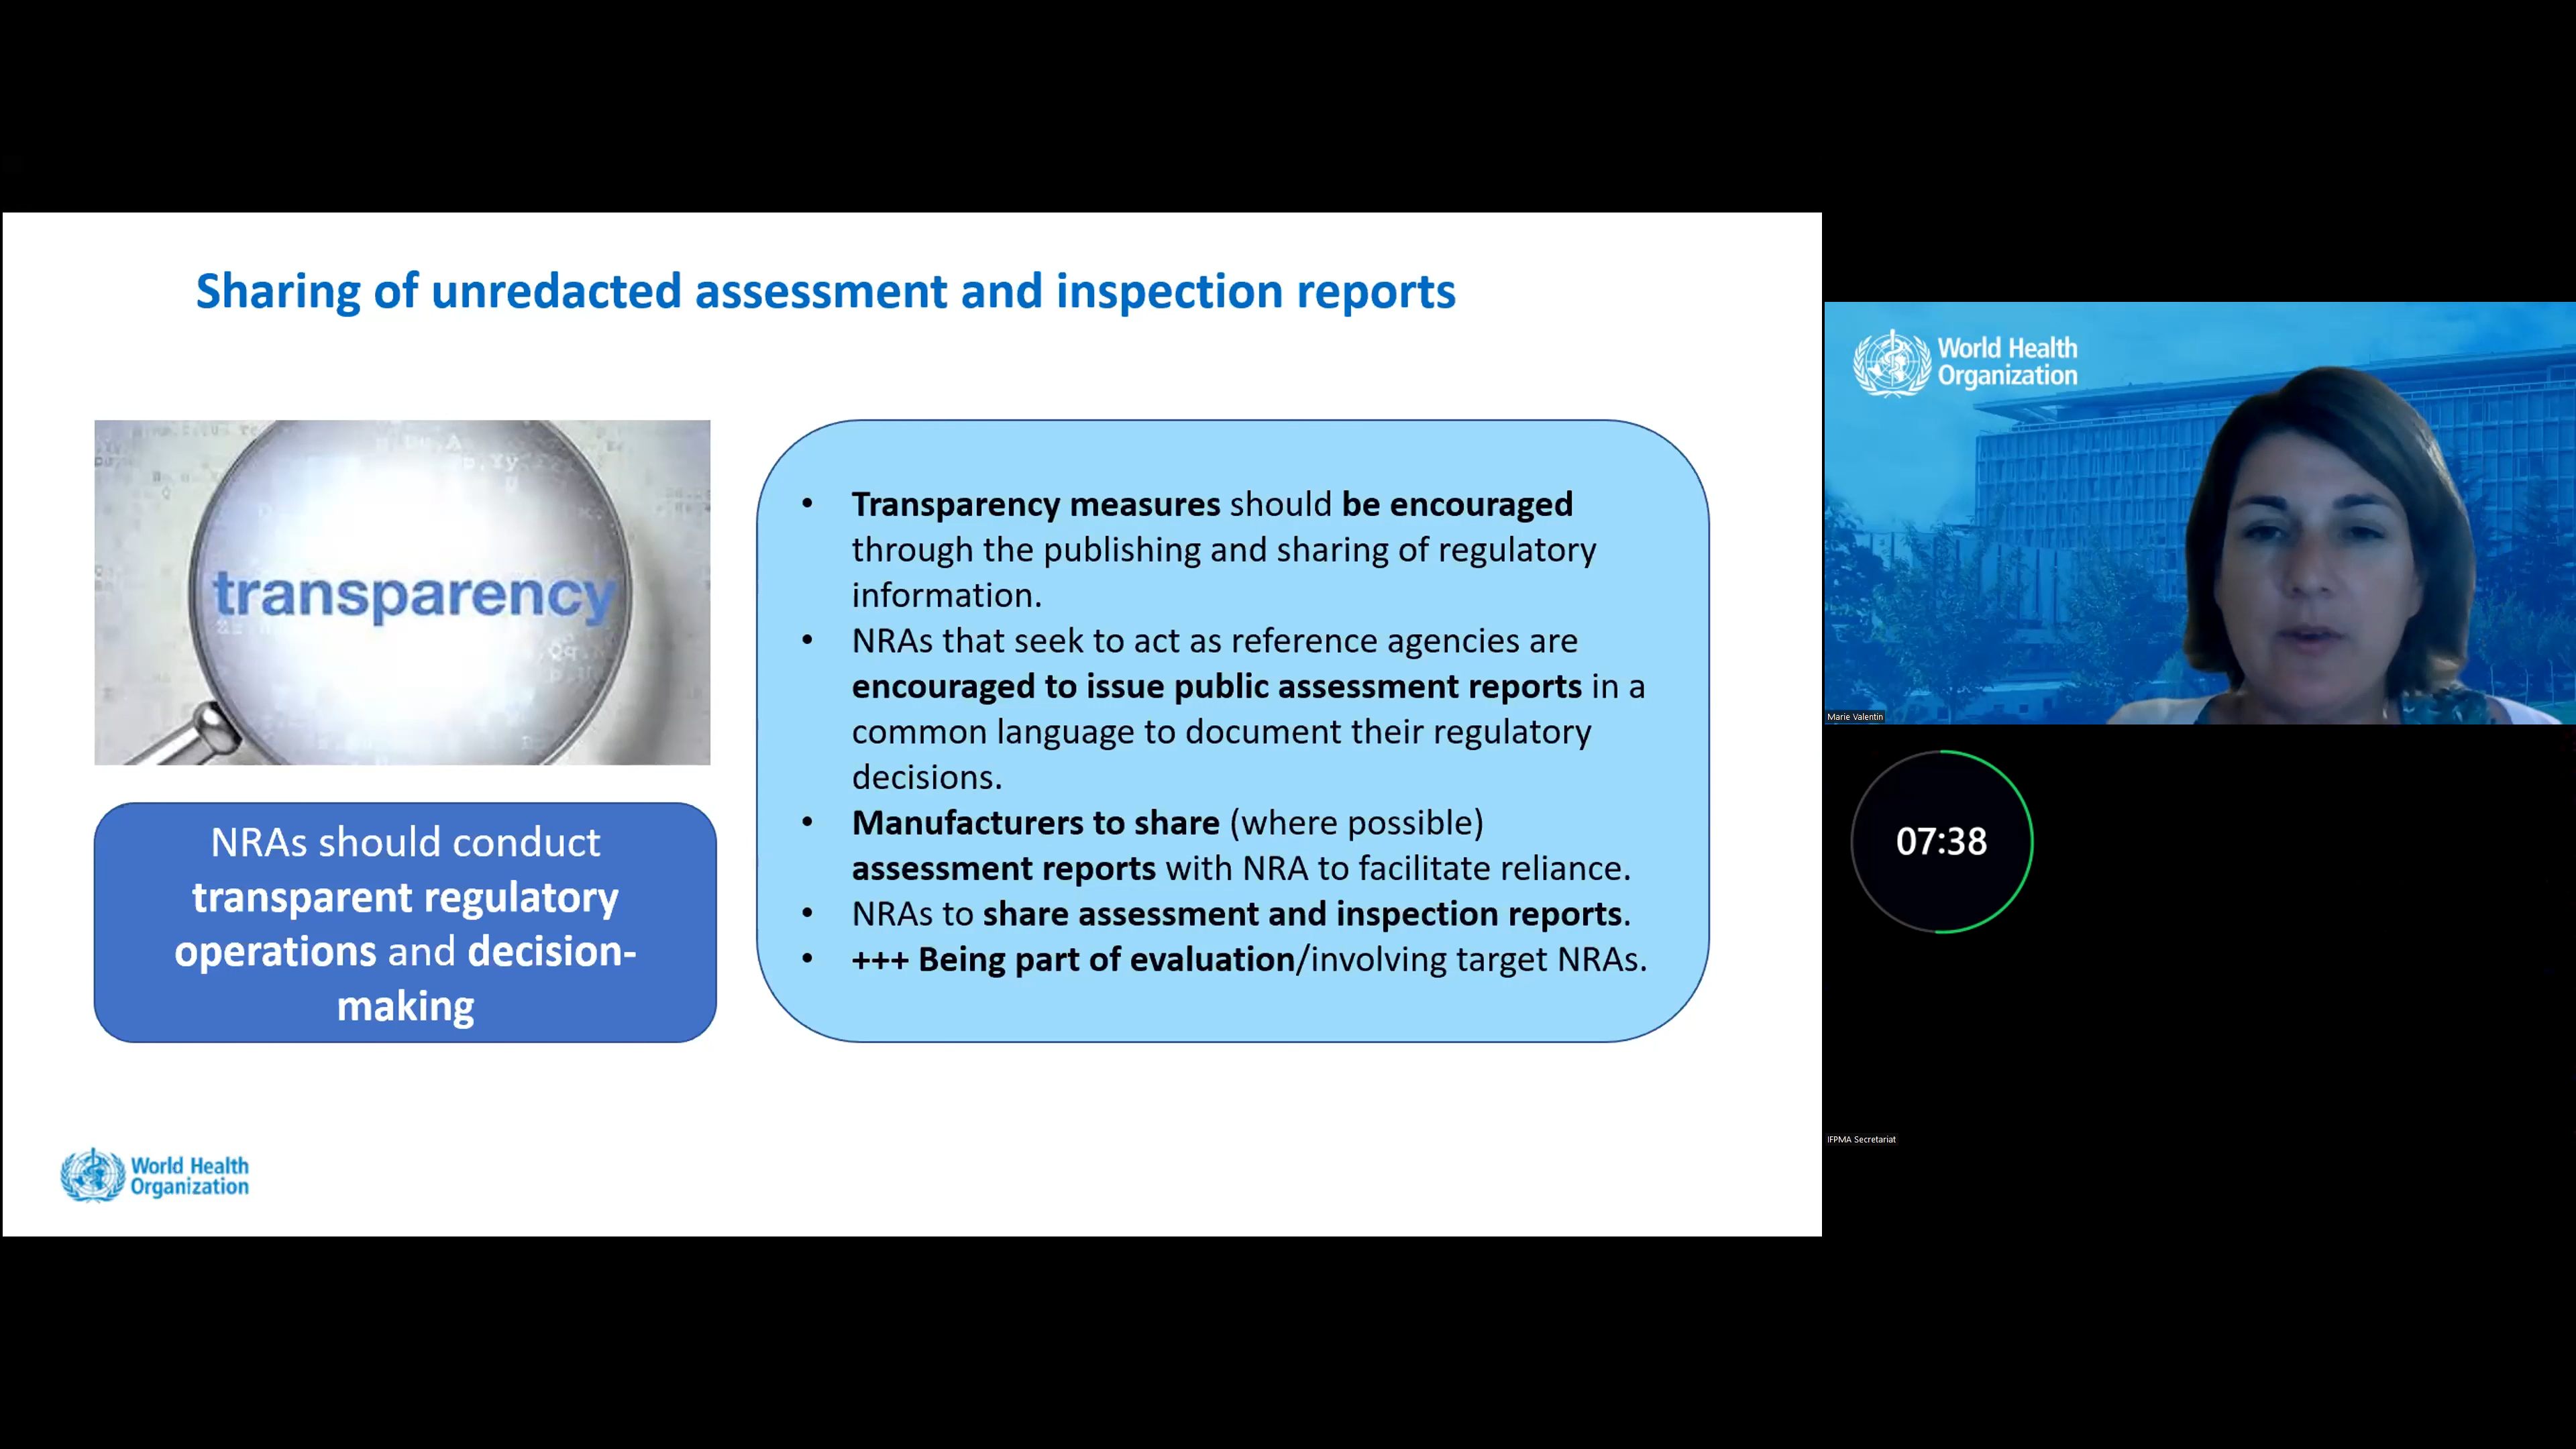 Sharing of unredacted assessment and inspection reports
transparency
NRAs should conduct
transparent regulatory
operations and decision-
making
• Transparency measures should be encouraged
through the publishing and sharing of regulatory
information.
• NRAs that seek to act as reference agencies are
encouraged to issue public assessment reports in a
common language to document their regulatory
decisions.
• Manufacturers to share (where possible)
assessment reports with NRA to facilitate reliance.
• NRAs to share assessment and inspection reports.
• +++ Being part of evaluation/involving target NRAs.
World Health
Organization
World Health
Organization
Marie Valentin
07:38
IFPMA Secretariat